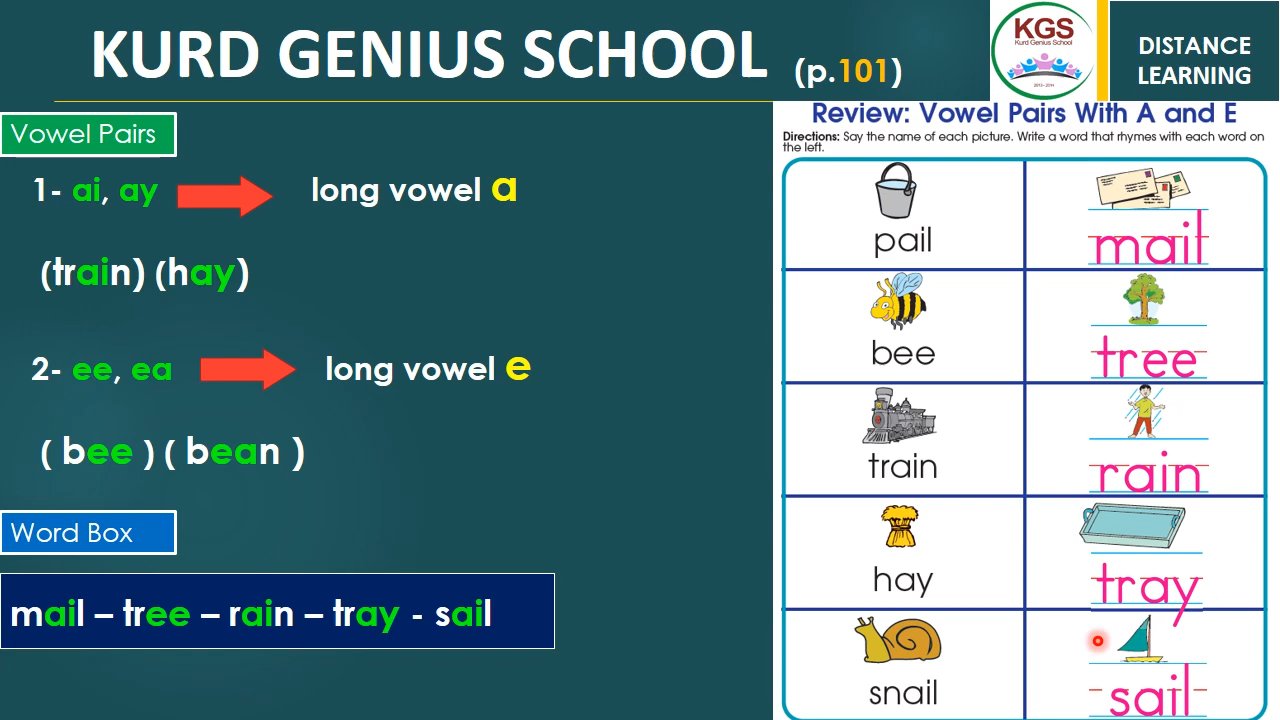 KURD GENIUS SCHOOL (p.101)
KGS
Kurd Genius School
DISTANCE
LEARNING
Vowel Pairs
1- ai, ay long vowel a
(train) (hay)
2- ee, ea long vowel e
( bee ) ( bean )
Word Box
mail – tree – rain – tray - sail
Review: Vowel Pairs With A and E
Directions: Say the name of each picture. Write a word that rhymes with each word on
the left.
pail mail
bee tree
train rain
hay tray
snail sail